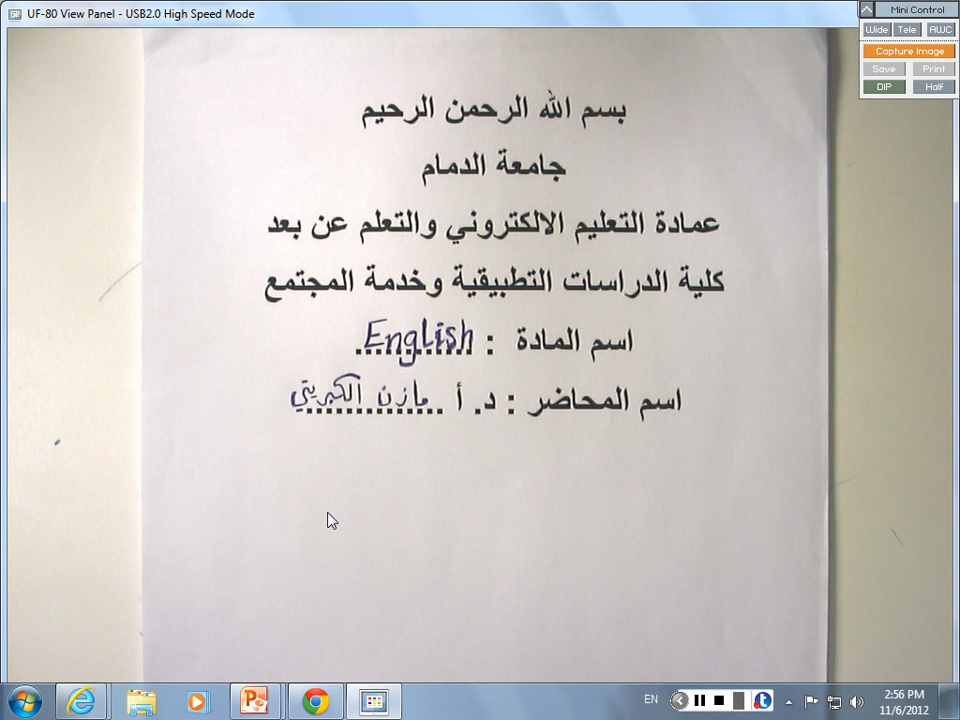 UF-80 View Panel - USB2.0 High Speed Mode
Mini Control
Wide Tele AWC
Capture Image
Save Print
DIP Half
بسم الله الرحمن الرحيم
جامعة الدمام
عمادة التعليم الالكتروني والتعلم عن بعد
كلية الدراسات التطبيقية وخدمة المجتمع
اسم المادة : English
اسم المحاضر : د. أ مازن الكبريتي
EN
2:56 PM
11/6/2012